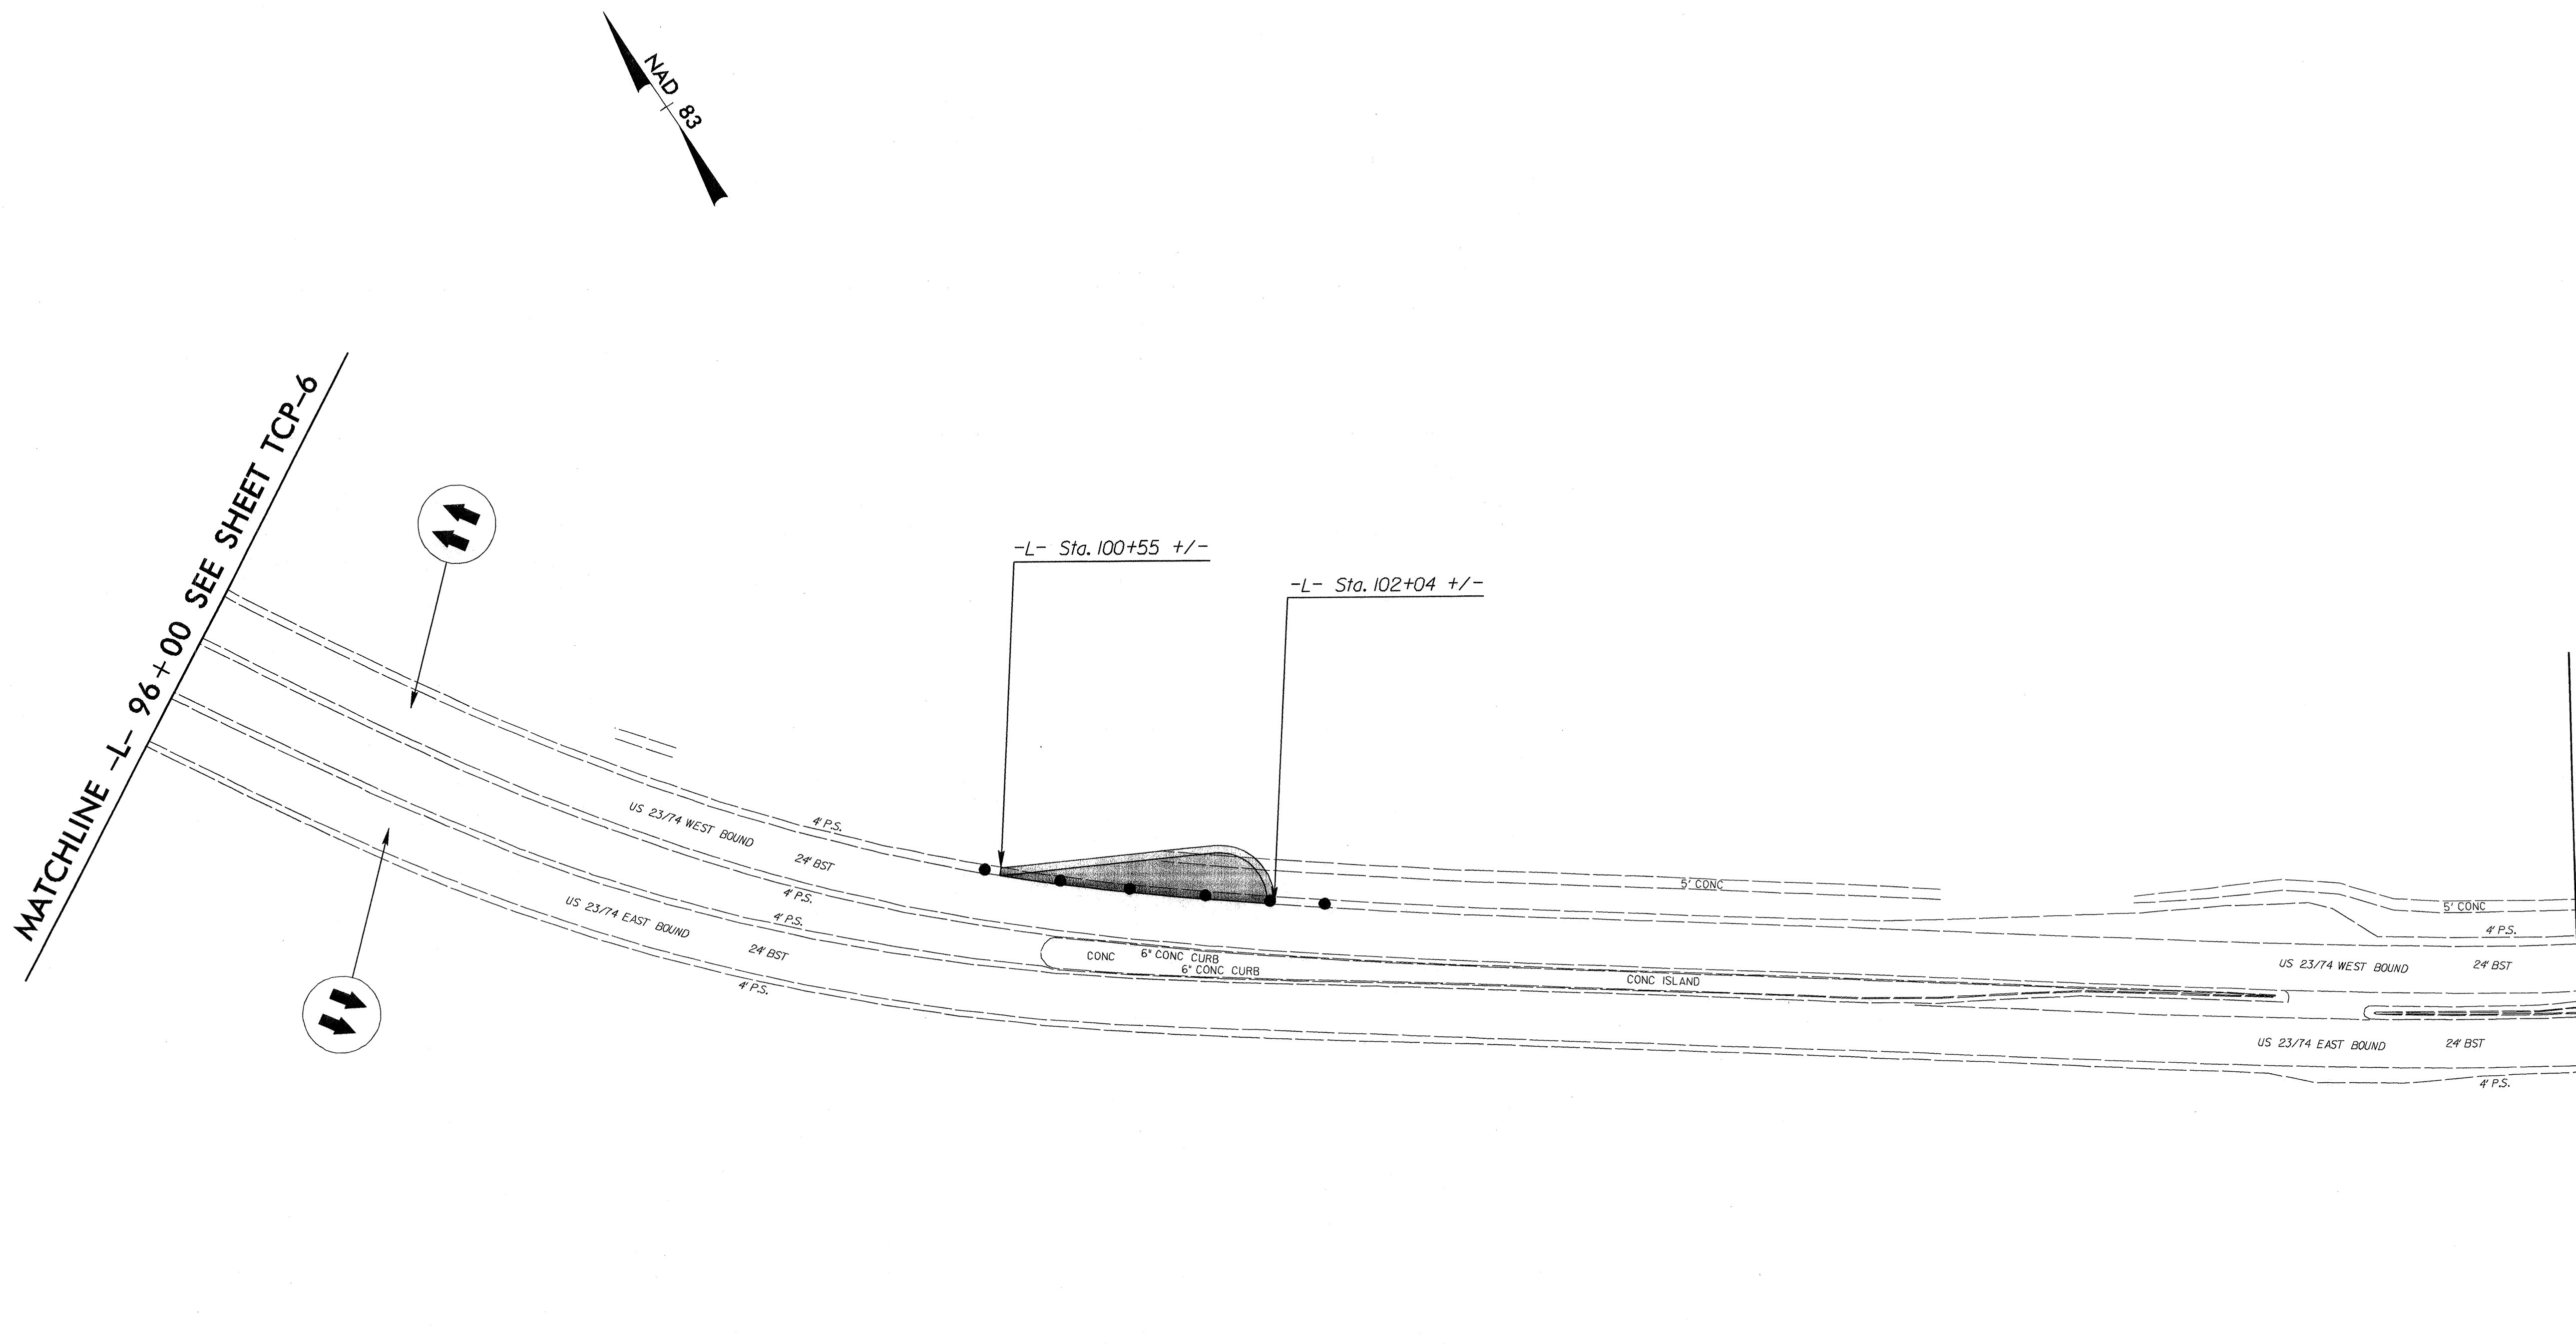 NAD 83
MATCHLINE -L- 96+00 SEE SHEET TCP-6
-L- Sta. 100+55 +/-
-L- Sta. 102+04 +/-
4' P.S.
US 23/74 WEST BOUND
24' BST
4' P.S.
4' P.S.
US 23/74 EAST BOUND
24' BST
4' P.S.
CONC
6" CONC CURB
6" CONC CURB
CONC ISLAND
5' CONC
5' CONC
4' P.S.
US 23/74 WEST BOUND
24' BST
US 23/74 EAST BOUND
24' BST
4' P.S.